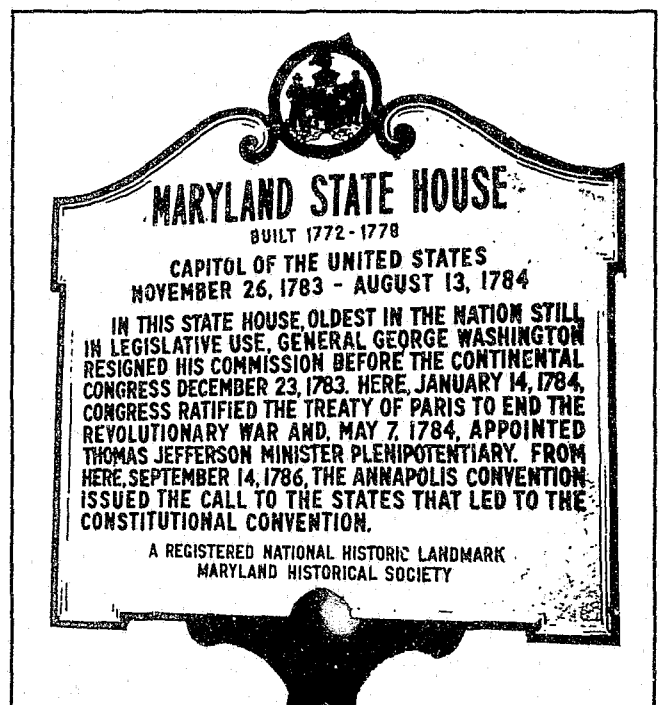 MARYLAND STATE HOUSE
BUILT 1772-1778
CAPITOL OF THE UNITED STATES
NOVEMBER 26, 1783 - AUGUST 13, 1784
IN THIS STATE HOUSE, OLDEST IN THE NATION STILL
IN LEGISLATIVE USE, GENERAL GEORGE WASHINGTON
RESIGNED HIS COMMISSION BEFORE THE CONTINENTAL
CONGRESS DECEMBER 23, 1783. HERE, JANUARY 14, 1784,
CONGRESS RATIFIED THE TREATY OF PARIS TO END THE
REVOLUTIONARY WAR AND, MAY 7, 1784, APPOINTED
THOMAS JEFFERSON MINISTER PLENIPOTENTIARY. FROM
HERE, SEPTEMBER 14, 1786, THE ANNAPOLIS CONVENTION
ISSUED THE CALL TO THE STATES THAT LED TO THE
CONSTITUTIONAL CONVENTION.
A REGISTERED NATIONAL HISTORIC LANDMARK
MARYLAND HISTORICAL SOCIETY